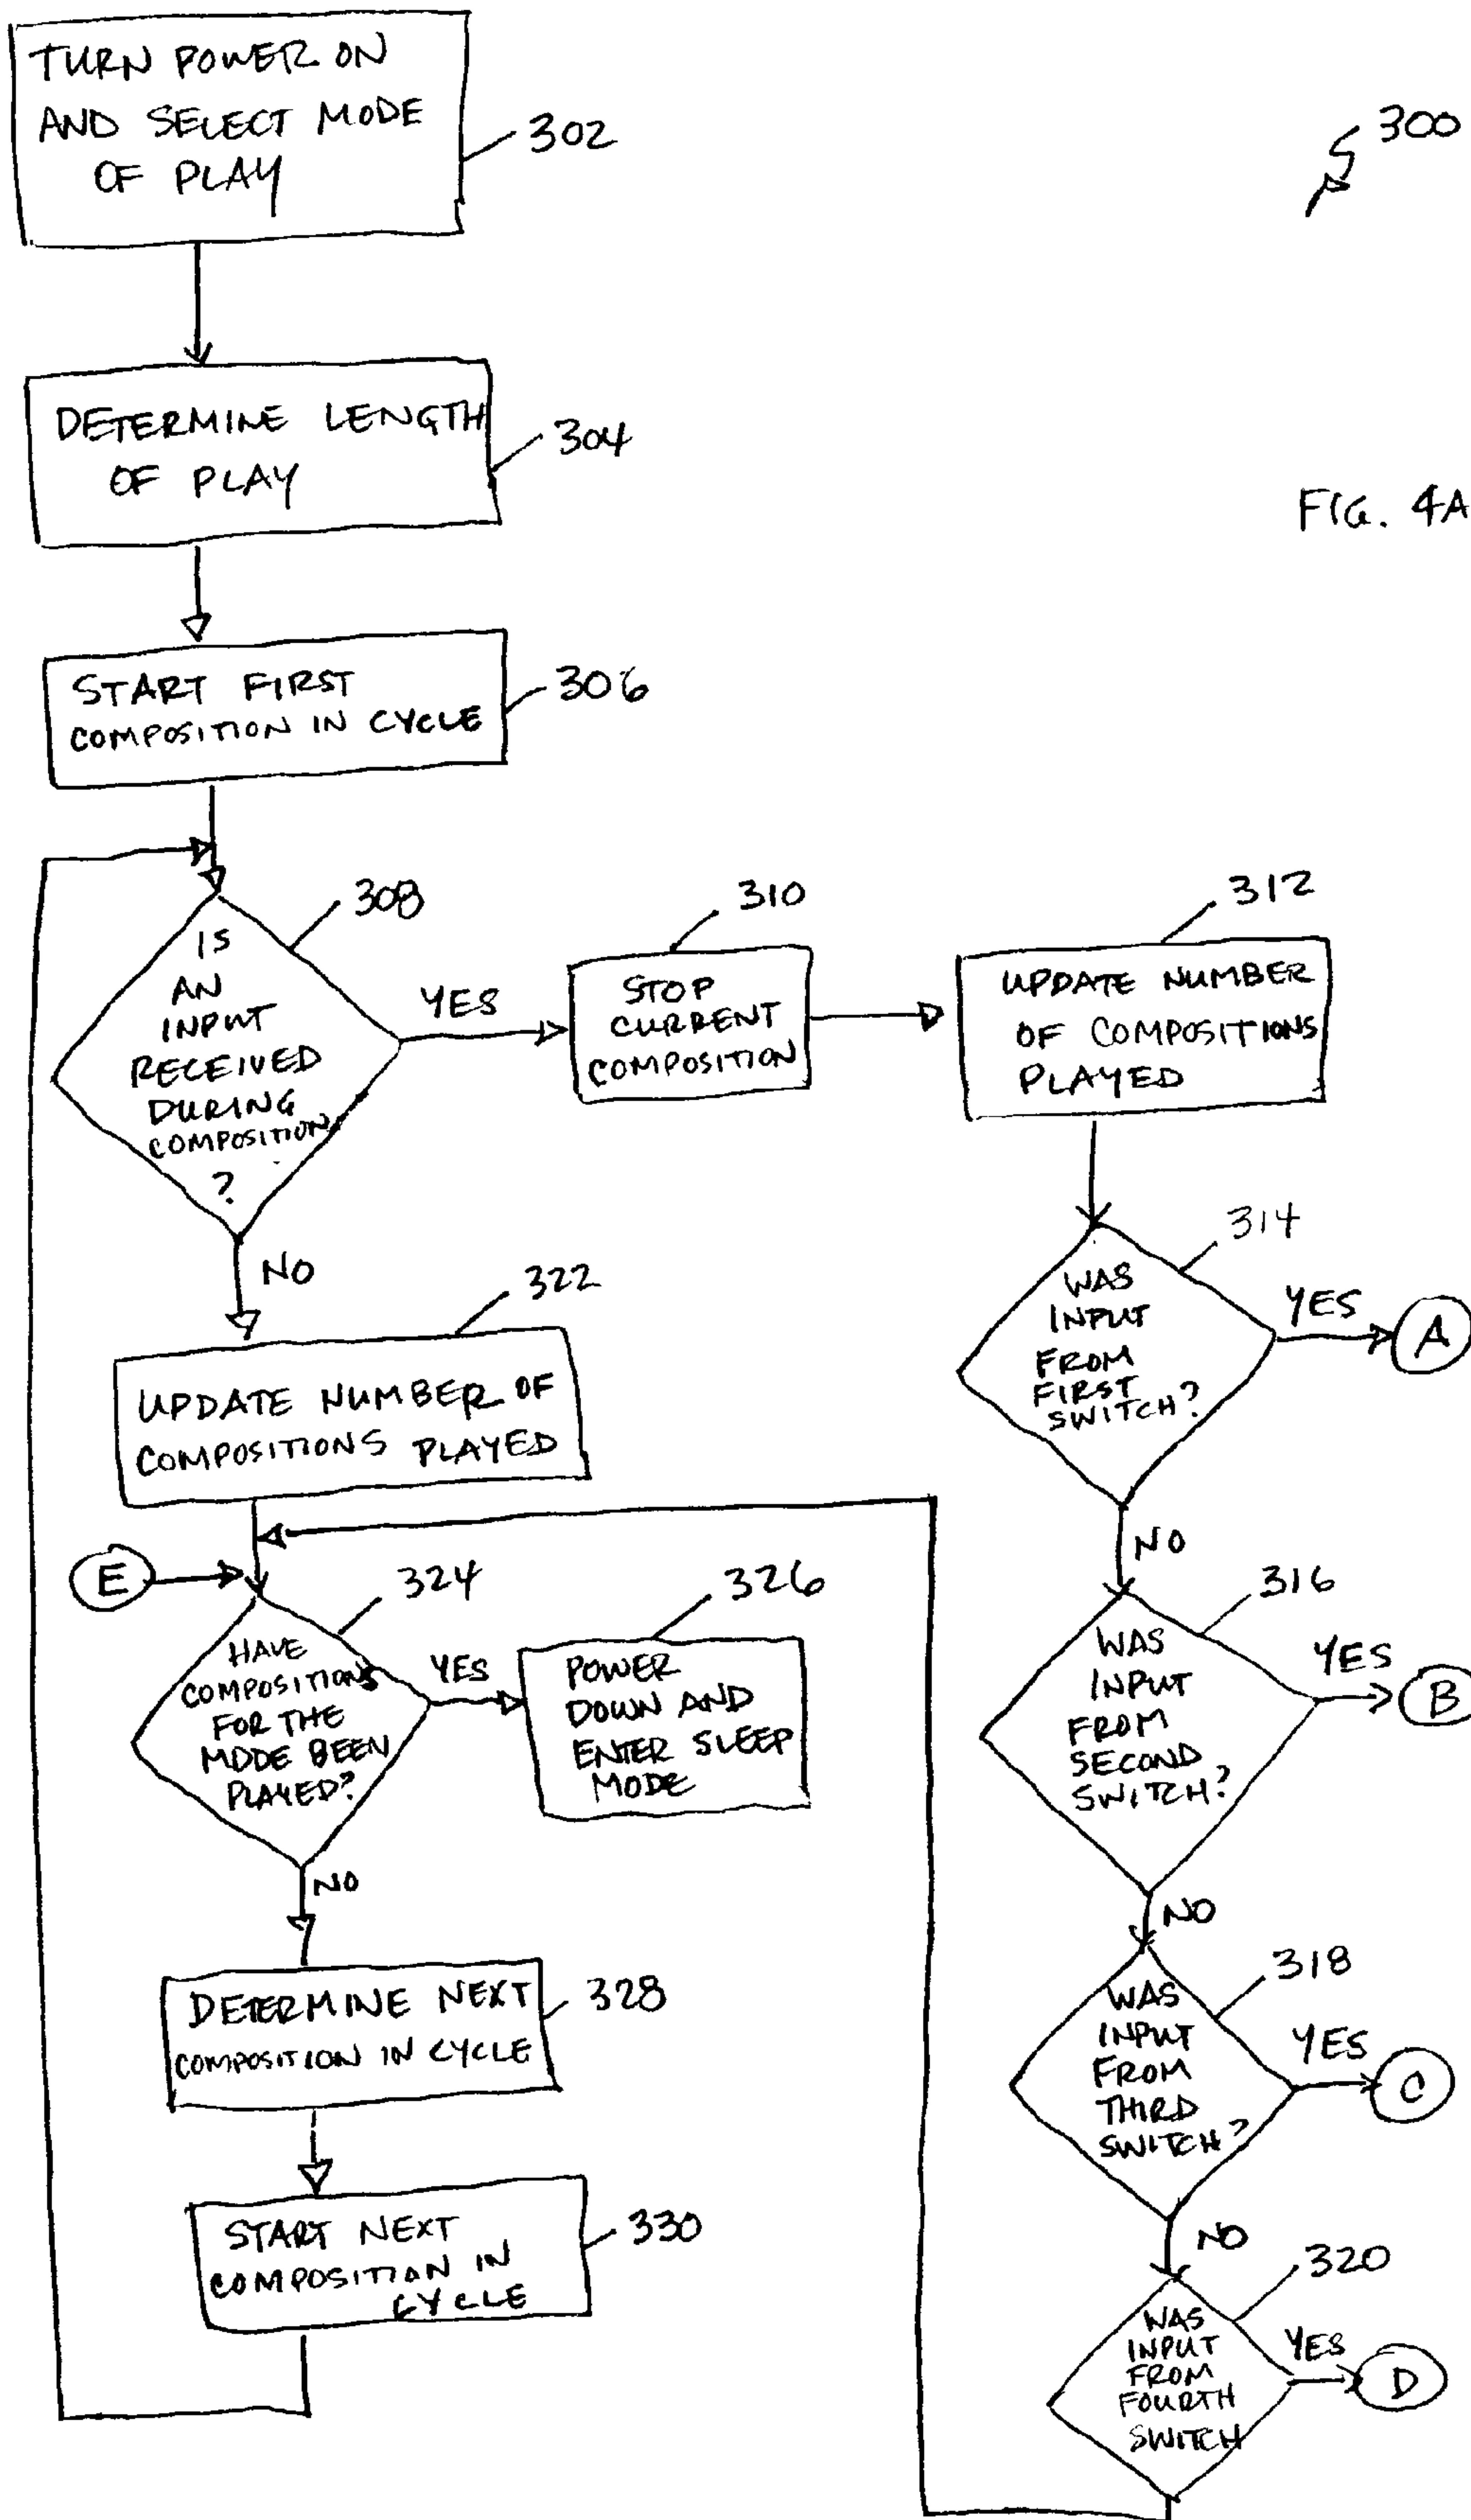 TURN POWER ON
AND SELECT MODE
OF PLAY
302
300
DETERMINE LENGTH
OF PLAY
304
FIG. 4A
START FIRST
COMPOSITION IN CYCLE
306
IS
AN
INPUT
RECEIVED
DURING
COMPOSITION
?
308
YES
STOP
CURRENT
COMPOSITION
310
UPDATE NUMBER
OF COMPOSITIONS
PLAYED
312
NO
WAS
INPUT
FROM
FIRST
SWITCH?
314
YES
A
UPDATE NUMBER OF
COMPOSITIONS PLAYED
322
NO
E
HAVE
COMPOSITIONS
FOR THE
MODE BEEN
PLAYED?
324
YES
POWER
DOWN AND
ENTER SLEEP
MODE
326
WAS
INPUT
FROM
SECOND
SWITCH?
316
YES
B
NO
NO
DETERMINE NEXT
COMPOSITION IN CYCLE
328
WAS
INPUT
FROM
THIRD
SWITCH?
318
YES
C
START NEXT
COMPOSITION IN
CYCLE
330
NO
WAS
INPUT
FROM
FOURTH
SWITCH
320
YES
D